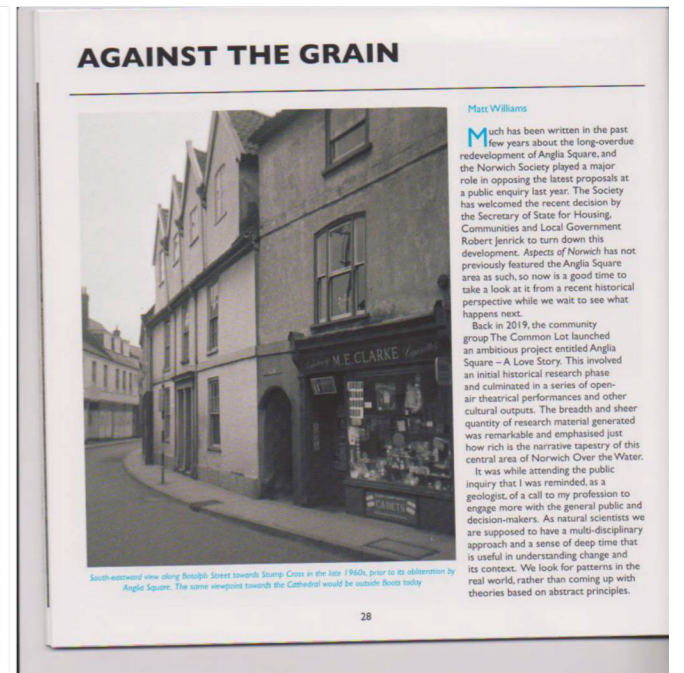 AGAINST THE GRAIN
M.E. CLARKE
CADETS
South-eastward view along Botolph Street towards Stump Cross in the late 1960s, prior to its obliteration by
Anglia Square. The same viewpoint towards the Cathedral would be outside Boots today
Matt Williams
Much has been written in the past
few years about the long-overdue
redevelopment of Anglia Square, and
the Norwich Society played a major
role in opposing the latest proposals at
a public enquiry last year. The Society
has welcomed the recent decision by
the Secretary of State for Housing,
Communities and Local Government
Robert Jenrick to turn down this
development. Aspects of Norwich has not
previously featured the Anglia Square
area as such, so now is a good time to
take a look at it from a recent historical
perspective while we wait to see what
happens next.
Back in 2019, the community
group The Common Lot launched
an ambitious project entitled Anglia
Square – A Love Story. This involved
an initial historical research phase
and culminated in a series of open-
air theatrical performances and other
cultural outputs. The breadth and sheer
quantity of research material generated
was remarkable and emphasised just
how rich is the narrative tapestry of this
central area of Norwich Over the Water.
It was while attending the public
inquiry that I was reminded, as a
geologist, of a call to my profession to
engage more with the general public and
decision-makers. As natural scientists we
are supposed to have a multi-disciplinary
approach and a sense of deep time that
is useful in understanding change and
its context. We look for patterns in the
real world, rather than coming up with
theories based on abstract principles.
28